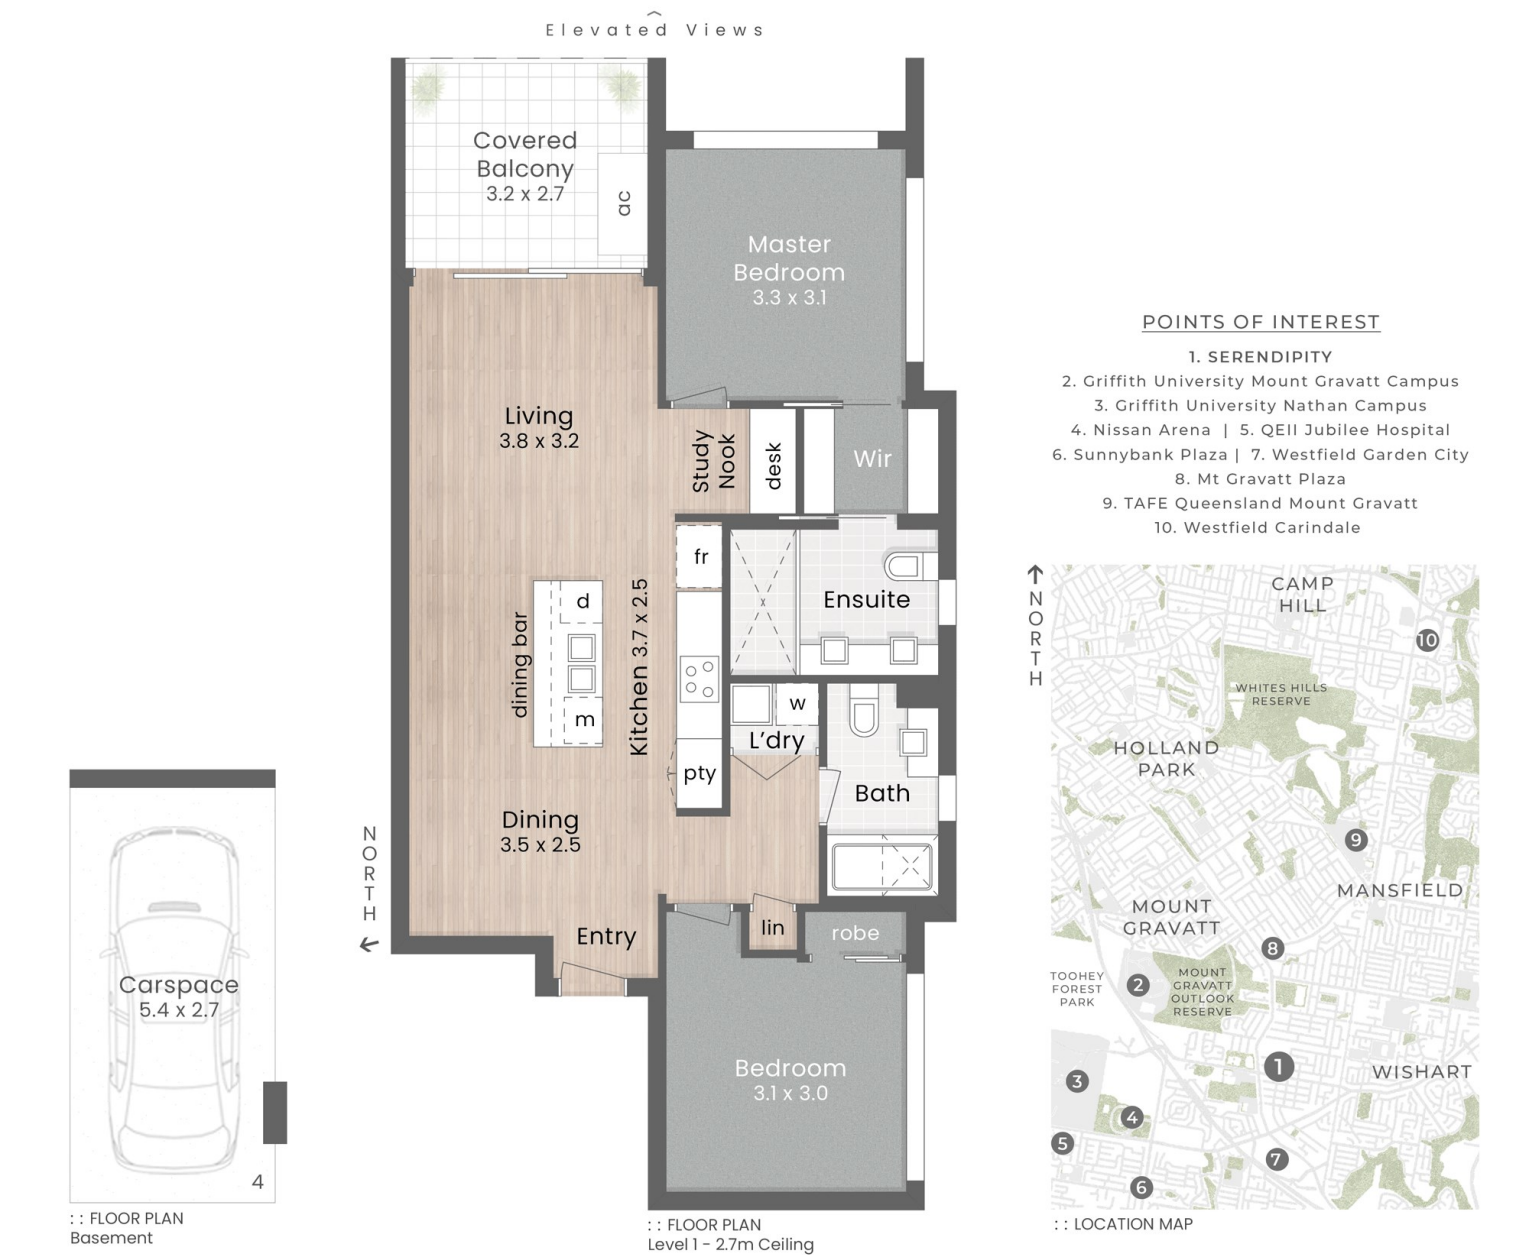 Elevated Views
Covered
Balcony
3.2 x 2.7
ac
Master
Bedroom
3.3 x 3.1
Living
3.8 x 3.2
Study
Nook
desk
Wir
fr
Ensuite
d
dining bar
m
Kitchen 3.7 x 2.5
w
L'dry
pty
Bath
Dining
3.5 x 2.5
Entry
lin
robe
Bedroom
3.1 x 3.0
NORTH
Carspace
5.4 x 2.7
4
: : FLOOR PLAN
Basement
: : FLOOR PLAN
Level 1 - 2.7m Ceiling
POINTS OF INTEREST
1. SERENDIPITY
2. Griffith University Mount Gravatt Campus
3. Griffith University Nathan Campus
4. Nissan Arena | 5. QEII Jubilee Hospital
6. Sunnybank Plaza | 7. Westfield Garden City
8. Mt Gravatt Plaza
9. TAFE Queensland Mount Gravatt
10. Westfield Carindale
NORTH
CAMP
HILL
10
WHITES HILLS
RESERVE
HOLLAND
PARK
9
MANSFIELD
MOUNT
GRAVATT
8
TOOHEY
FOREST
PARK
2
MOUNT
GRAVATT
OUTLOOK
RESERVE
1
WISHART
3
4
5
7
6
: : LOCATION MAP